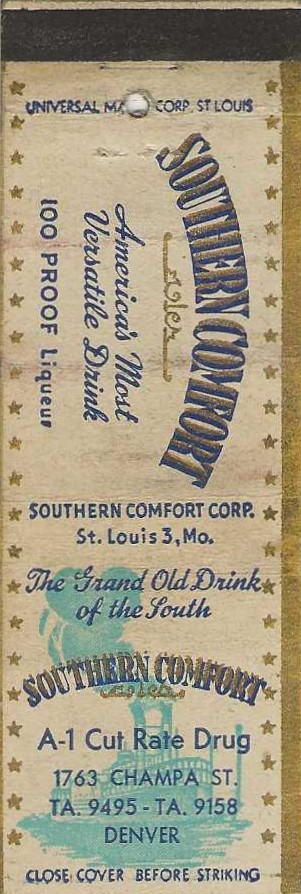 UNIVERSAL MA CORP. ST LOUIS
SOUTHERN COMFORT
America's Most
Versatile Drink
100 PROOF Liqueur
SOUTHERN COMFORT CORP.
St. Louis 3, Mo.
The Grand Old Drink
of the South
SOUTHERN COMFORT
A-1 Cut Rate Drug
1763 CHAMPA ST.
TA. 9495 - TA. 9158
DENVER
CLOSE COVER BEFORE STRIKING